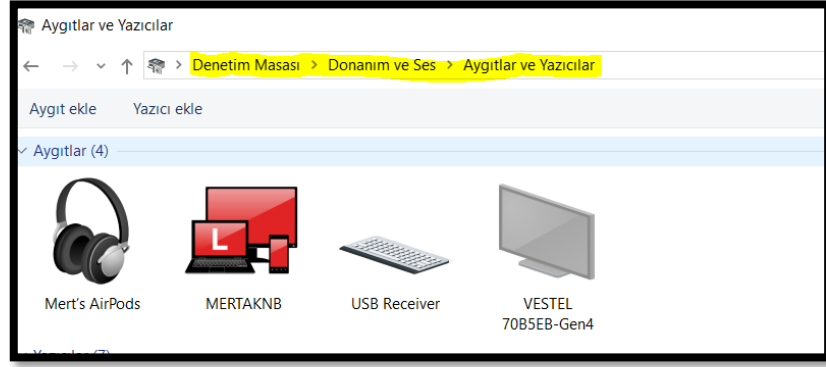 Aygıtlar ve Yazıcılar
Denetim Masası > Donanım ve Ses > Aygıtlar ve Yazıcılar
Aygıt ekle Yazıcı ekle
Aygıtlar (4)
L
Mert's AirPods MERTAKNB USB Receiver VESTEL
70B5EB-Gen4